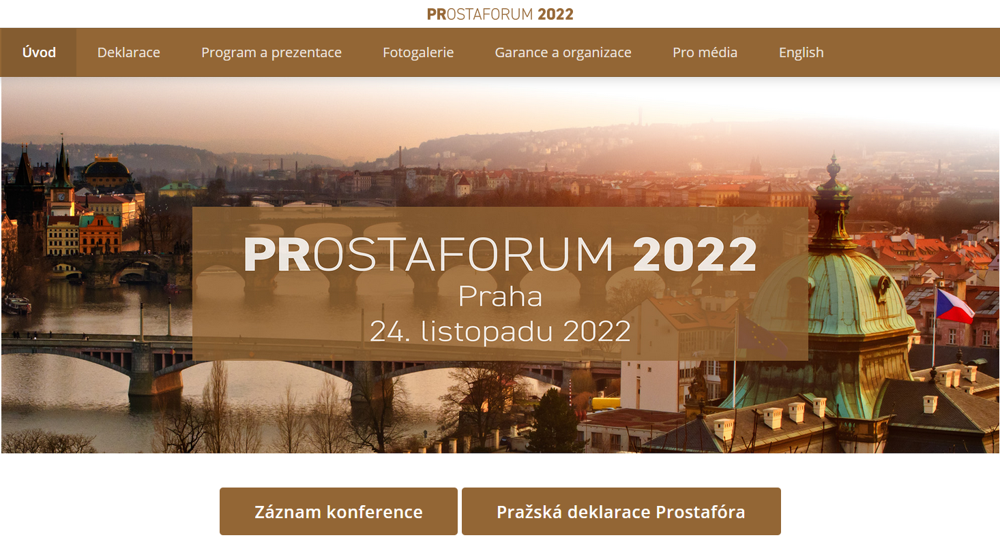 PROSTAFORUM 2022
Úvod Deklarace Program a prezentace Fotogalerie Garance a organizace Pro média English
PROSTAFORUM 2022
Praha
24. listopadu 2022
Záznam konference Pražská deklarace Prostafóra